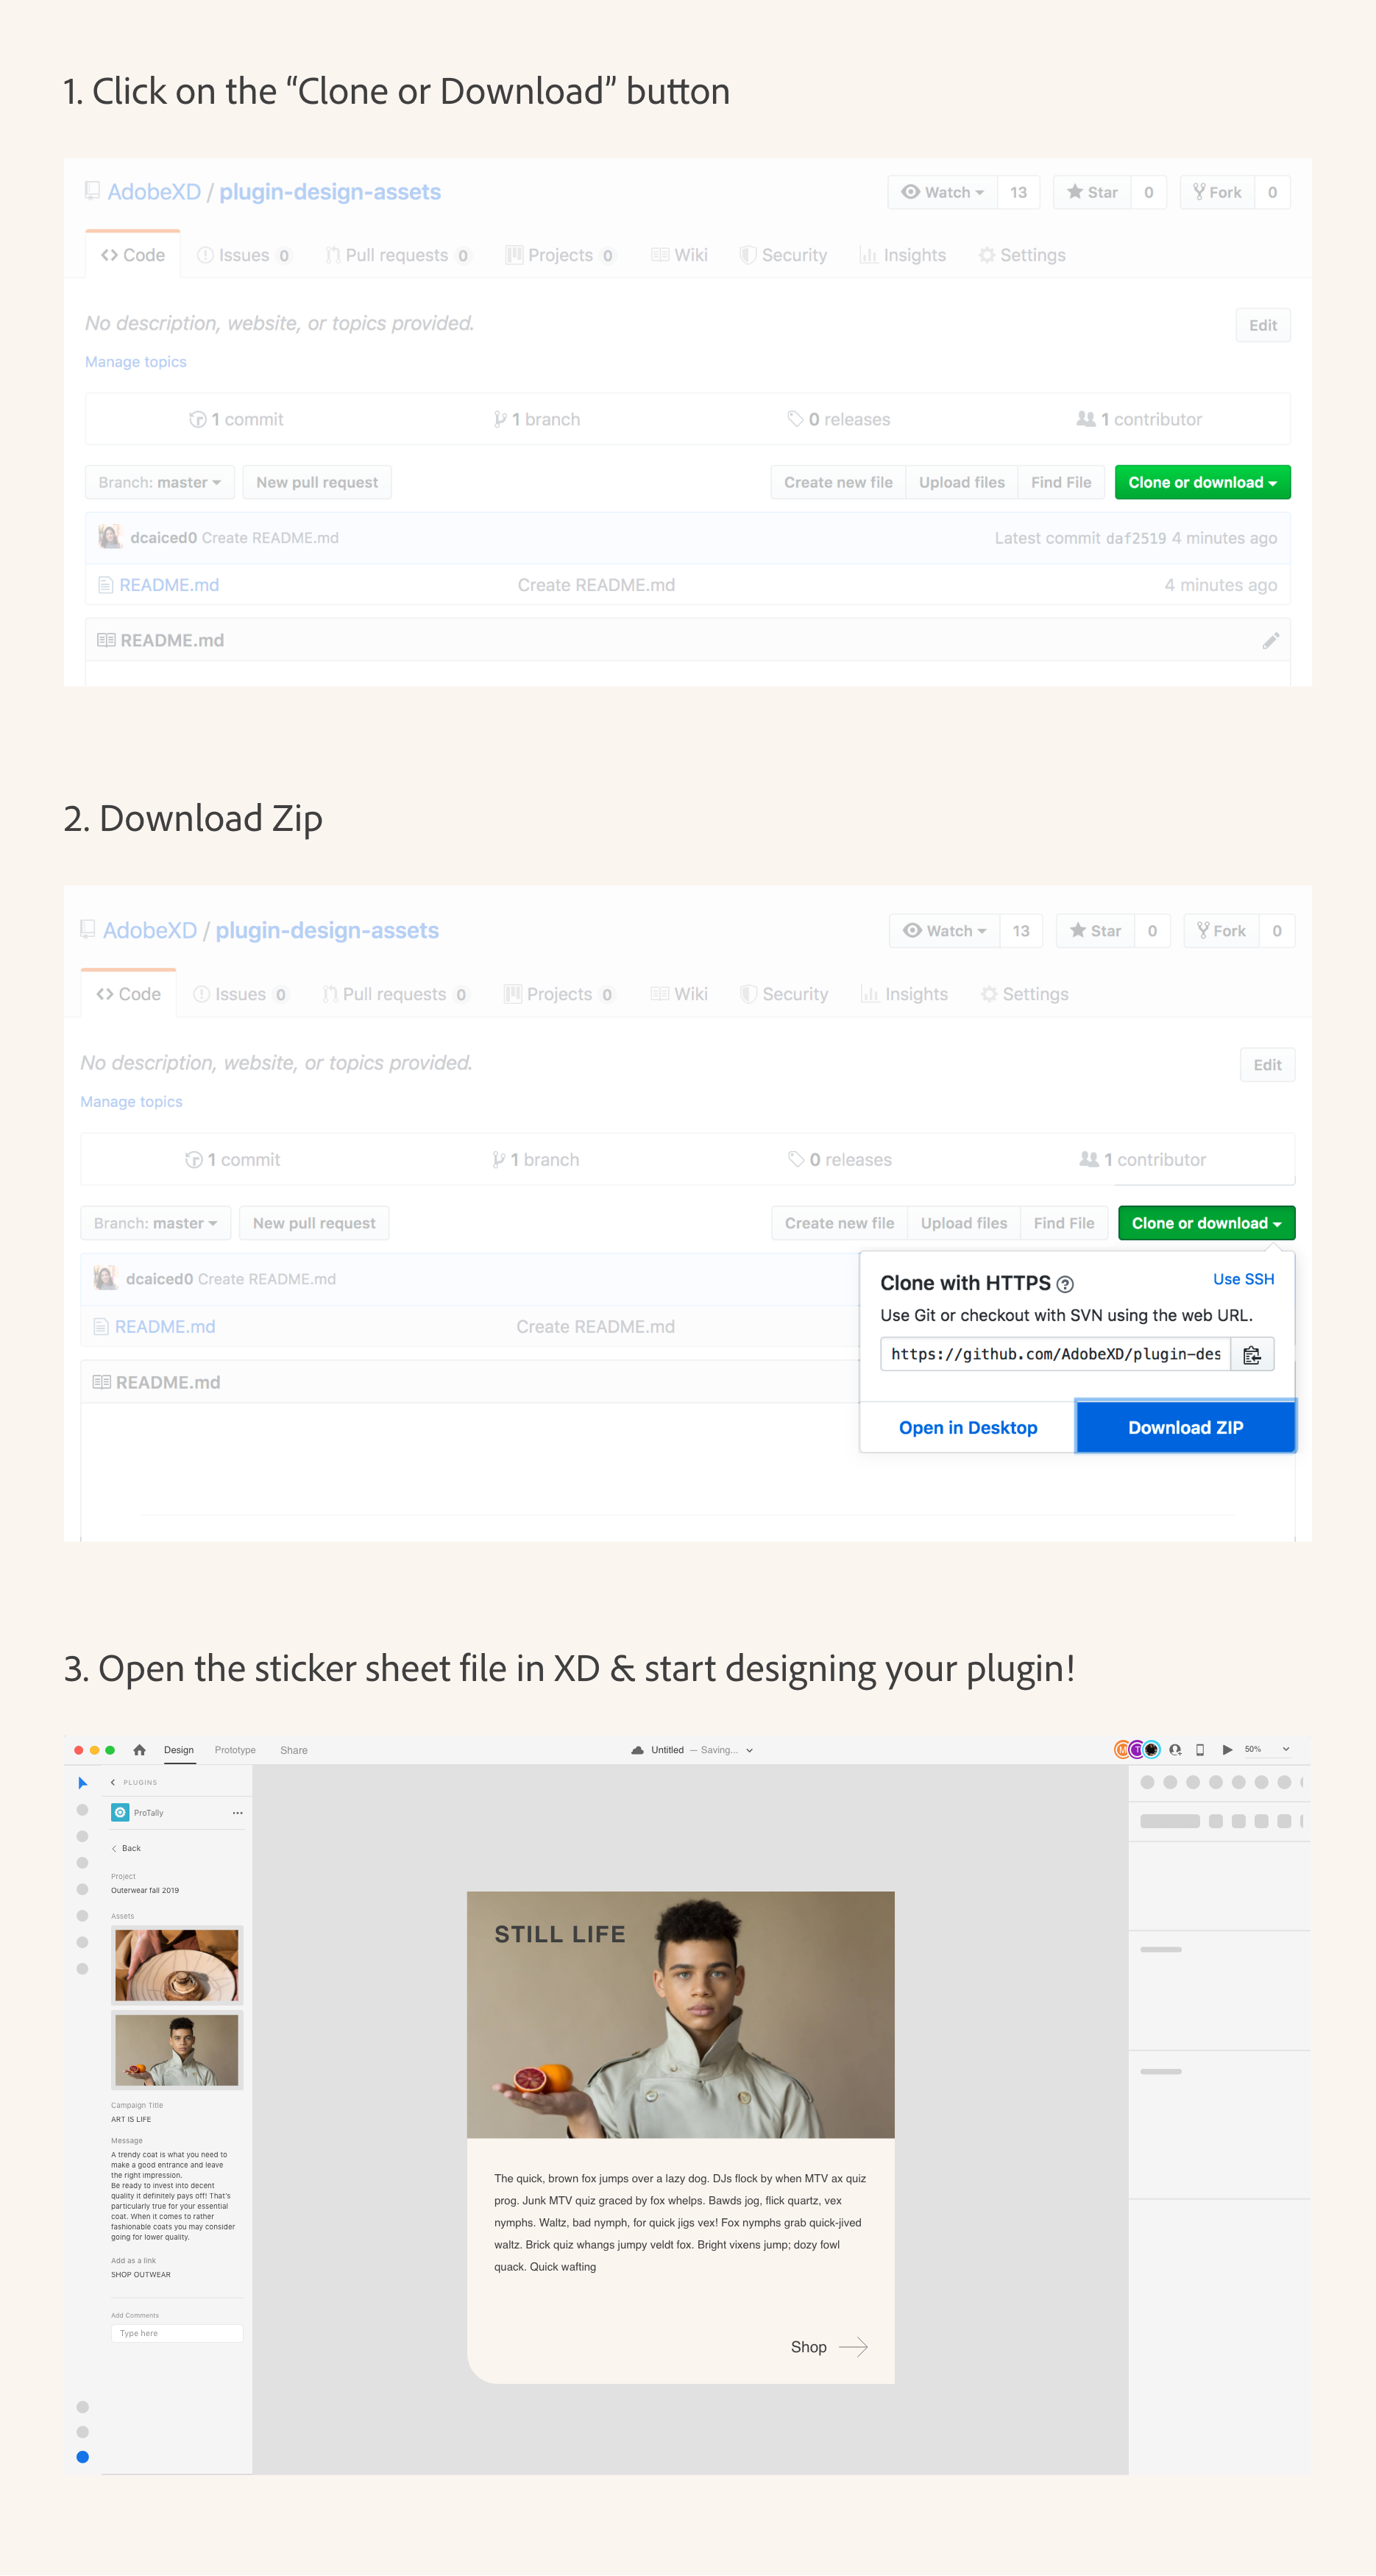 1. Click on the “Clone or Download” button
AdobeXD / plugin-design-assets
Watch 13 Star 0 Fork 0
Code Issues 0 Pull requests 0 Projects 0 Wiki Security Insights Settings
No description, website, or topics provided. Edit
Manage topics
1 commit 1 branch 0 releases 1 contributor
Branch: master New pull request Create new file Upload files Find File Clone or download
dcaiced0 Create README.md Latest commit daf2519 4 minutes ago
README.md Create README.md 4 minutes ago
README.md
2. Download Zip
AdobeXD / plugin-design-assets
Watch 13 Star 0 Fork 0
Code Issues 0 Pull requests 0 Projects 0 Wiki Security Insights Settings
No description, website, or topics provided. Edit
Manage topics
1 commit 1 branch 0 releases 1 contributor
Branch: master New pull request Create new file Upload files Find File Clone or download
dcaiced0 Create README.md
README.md Create README.md
README.md
Clone with HTTPS ? Use SSH
Use Git or checkout with SVN using the web URL.
https://github.com/AdobeXD/plugin-des
Open in Desktop Download ZIP
3. Open the sticker sheet file in XD & start designing your plugin!
Design Prototype Share Untitled — Saving... M T 50%
PLUGINS
ProTally
Back
Project
Outerwear fall 2019
Assets
Campaign Title
ART IS LIFE
Message
A trendy coat is what you need to
make a good entrance and leave
the right impression.
Be ready to invest into decent
quality it definitely pays off! That's
particularly true for your essential
coat. When it comes to rather
fashionable coats you may consider
going for lower quality.
Add as a link
SHOP OUTWEAR
Add Comments
Type here
STILL LIFE
The quick, brown fox jumps over a lazy dog. DJs flock by when MTV ax quiz
prog. Junk MTV quiz graced by fox whelps. Bawds jog, flick quartz, vex
nymphs. Waltz, bad nymph, for quick jigs vex! Fox nymphs grab quick-jived
waltz. Brick quiz whangs jumpy veldt fox. Bright vixens jump; dozy fowl
quack. Quick wafting
Shop